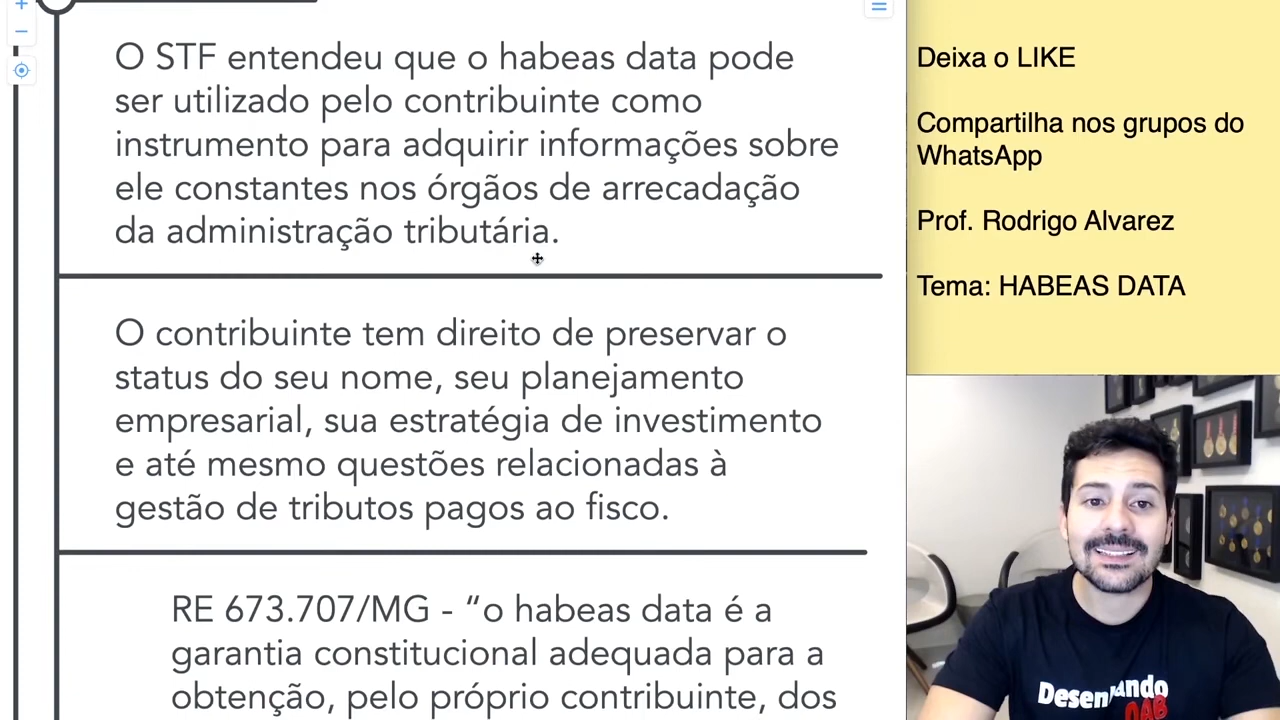 O STF entendeu que o habeas data pode
ser utilizado pelo contribuinte como
instrumento para adquirir informações sobre
ele constantes nos órgãos de arrecadação
da administração tributária.
O contribuinte tem direito de preservar o
status do seu nome, seu planejamento
empresarial, sua estratégia de investimento
e até mesmo questões relacionadas à
gestão de tributos pagos ao fisco.
RE 673.707/MG - “o habeas data é a
garantia constitucional adequada para a
obtenção, pelo próprio contribuinte, dos
Deixa o LIKE
Compartilha nos grupos do
WhatsApp
Prof. Rodrigo Alvarez
Tema: HABEAS DATA
OAB